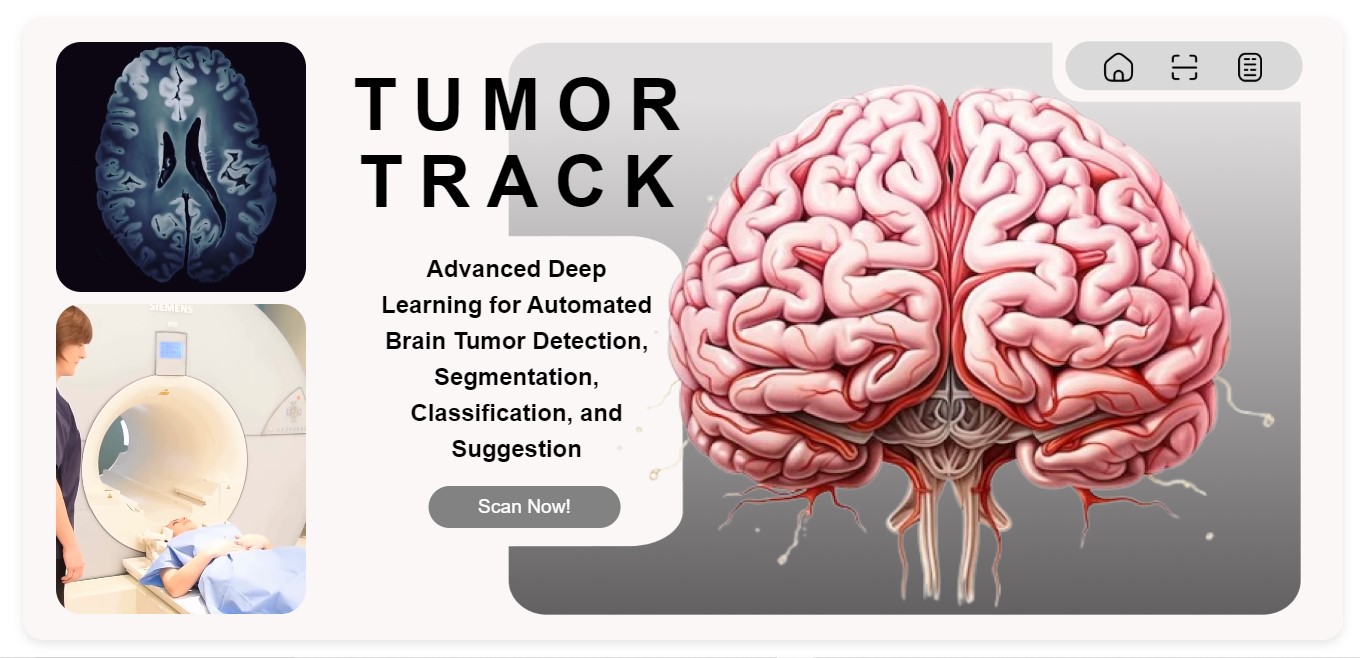 TUMOR
TRACK
Advanced Deep
Learning for Automated
Brain Tumor Detection,
Segmentation,
Classification, and
Suggestion
Scan Now!
SIEMENS